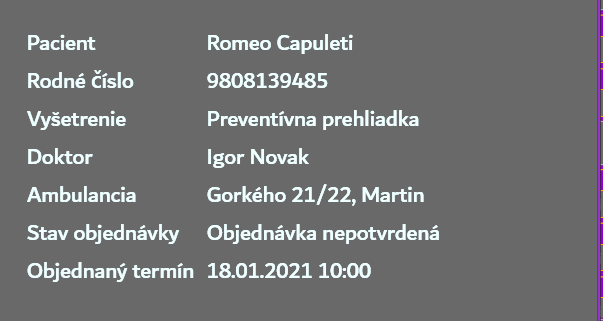 Pacient Romeo Capuleti
Rodné číslo 9808139485
Vyšetrenie Preventívna prehliadka
Doktor Igor Novak
Ambulancia Gorkého 21/22, Martin
Stav objednávky Objednávka nepotvrdená
Objednaný termín 18.01.2021 10:00